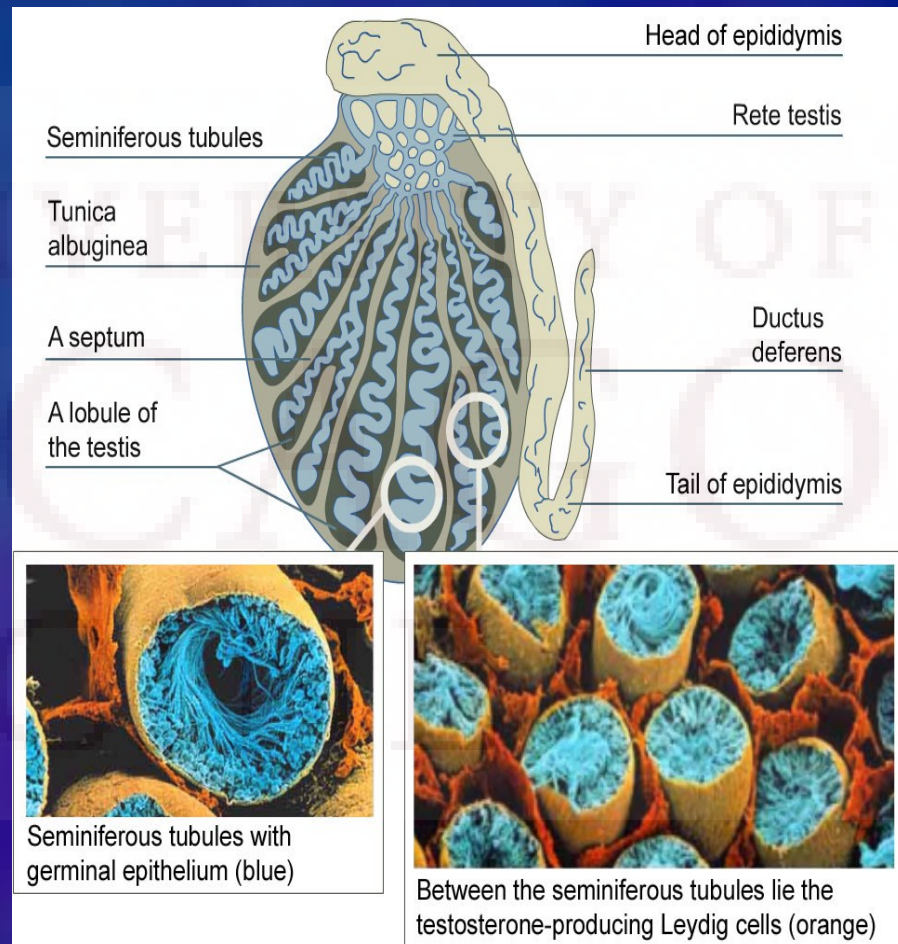 Head of epididymis
Rete testis
Seminiferous tubules
Tunica
albuginea
A septum
A lobule of
the testis
Ductus
deferens
Tail of epididymis
Seminiferous tubules with
germinal epithelium (blue)
Between the seminiferous tubules lie the
testosterone-producing Leydig cells (orange)